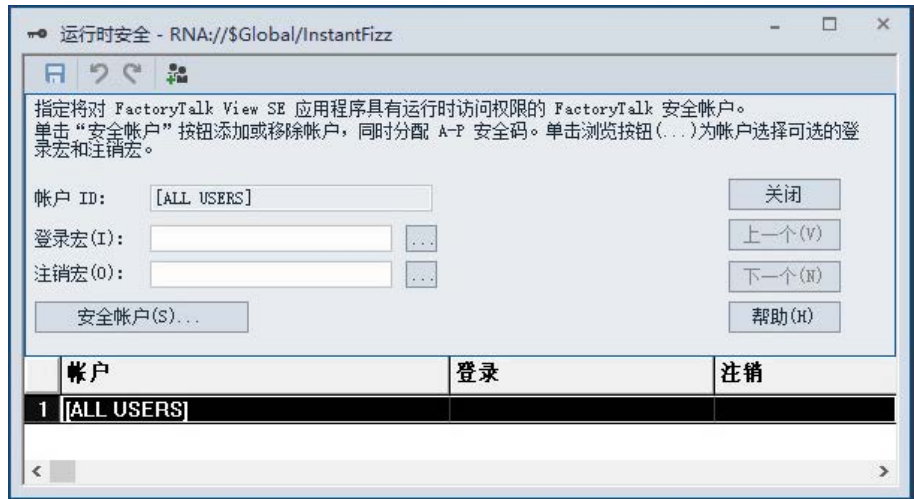 运行时安全 - RNA://$Global/InstantFizz
指定将对 FactoryTalk View SE 应用程序具有运行时访问权限的 FactoryTalk 安全帐户。
单击“安全帐户”按钮添加或移除帐户，同时分配 A-P 安全码。单击浏览按钮(...)为帐户选择可选的登
录宏和注销宏。
帐户 ID: [ALL USERS] 关闭
登录宏(I): ... 上一个(V)
注销宏(O): ... 下一个(N)
安全帐户(S)... 帮助(H)
帐户 登录 注销
1 [ALL USERS]